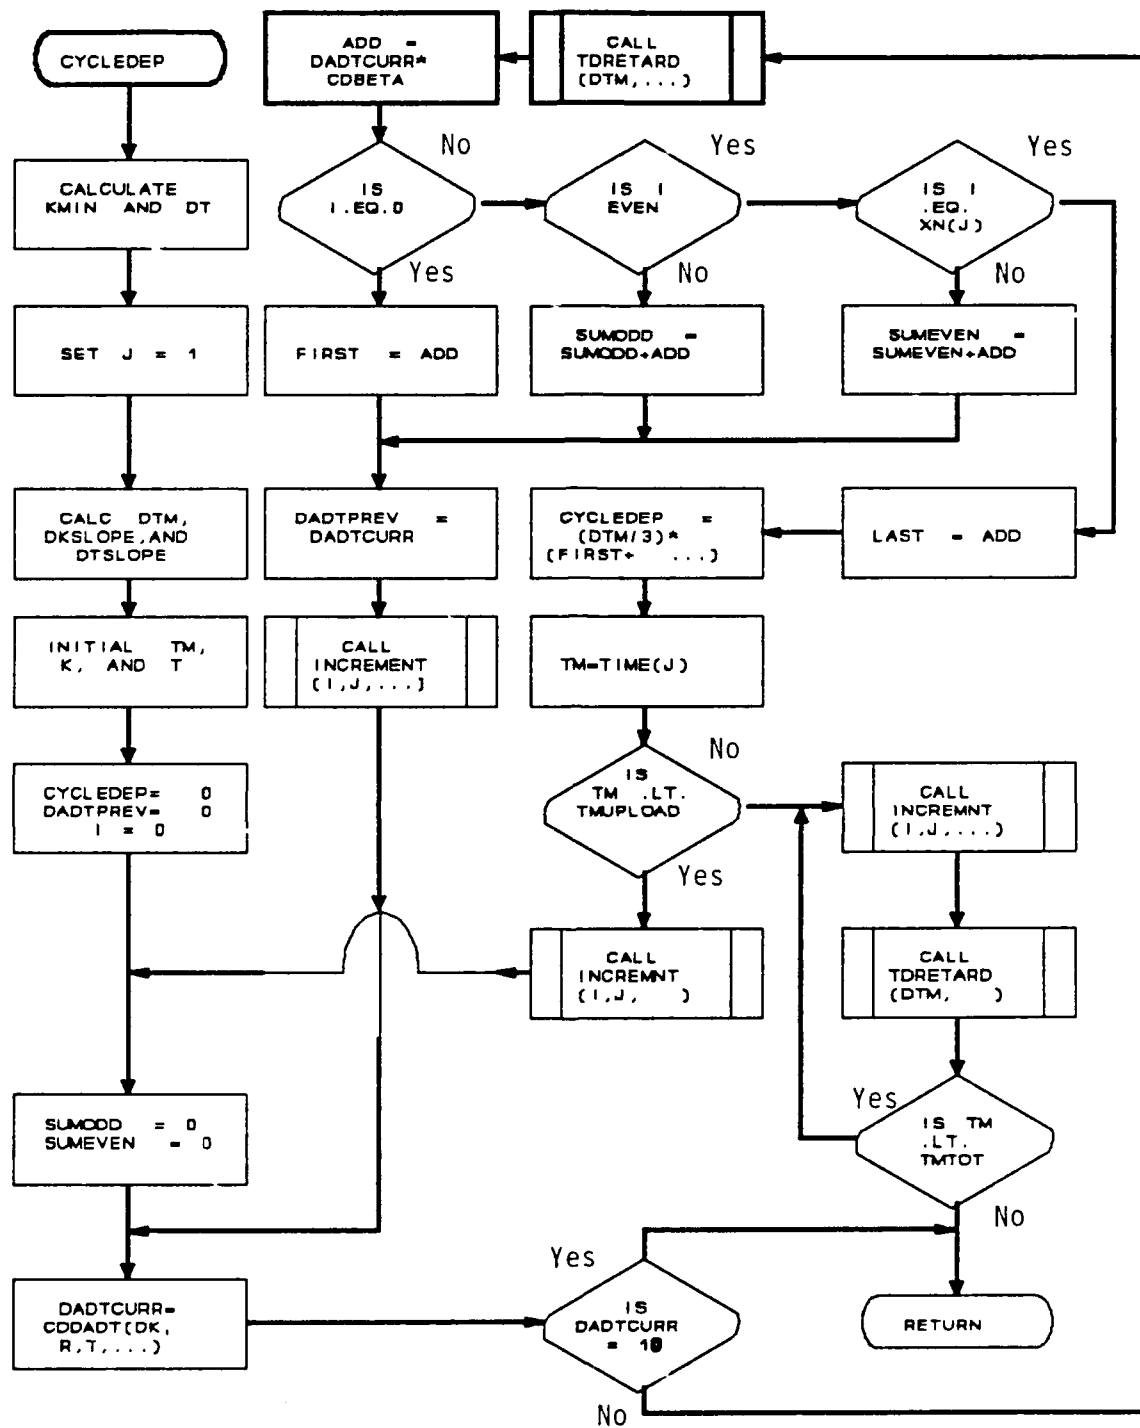 CYCLEDEP
CALCULATE
KMIN AND DT
SET J = 1
CALC DTM,
DKSLOPE,AND
DTSLOPE
INITIAL TM,
K, AND T
CYCLEDEP= 0
DADTPREV= 0
I = 0
SUMODD = 0
SUMEVEN = 0
DADTCURR=
CDDADT(DK,
R,T,...)
ADD =
DADTCURR*
CDBETA
CALL
TDRETARD
(DTM,...)
IS
I.EQ.0
No
Yes
IS I
EVEN
Yes
No
IS I
.EQ.
XN(J)
Yes
No
FIRST = ADD
SUMODD =
SUMODD+ADD
SUMEVEN =
SUMEVEN+ADD
DADTPREV =
DADTCURR
CYCLEDEP =
(DTM/3)*
(FIRST+ ...)
LAST = ADD
CALL
INCREMENT
(I,J,...)
TM=TIME(J)
IS
TM .LT.
TMUPLOAD
No
Yes
CALL
INCREMNT
(I,J,...)
CALL
INCREMNT
(I,J, )
CALL
TDRETARD
(DTM, )
Yes
IS TM
.LT.
TMTOT
No
Yes
IS
DADTCURR
= 10
No
RETURN